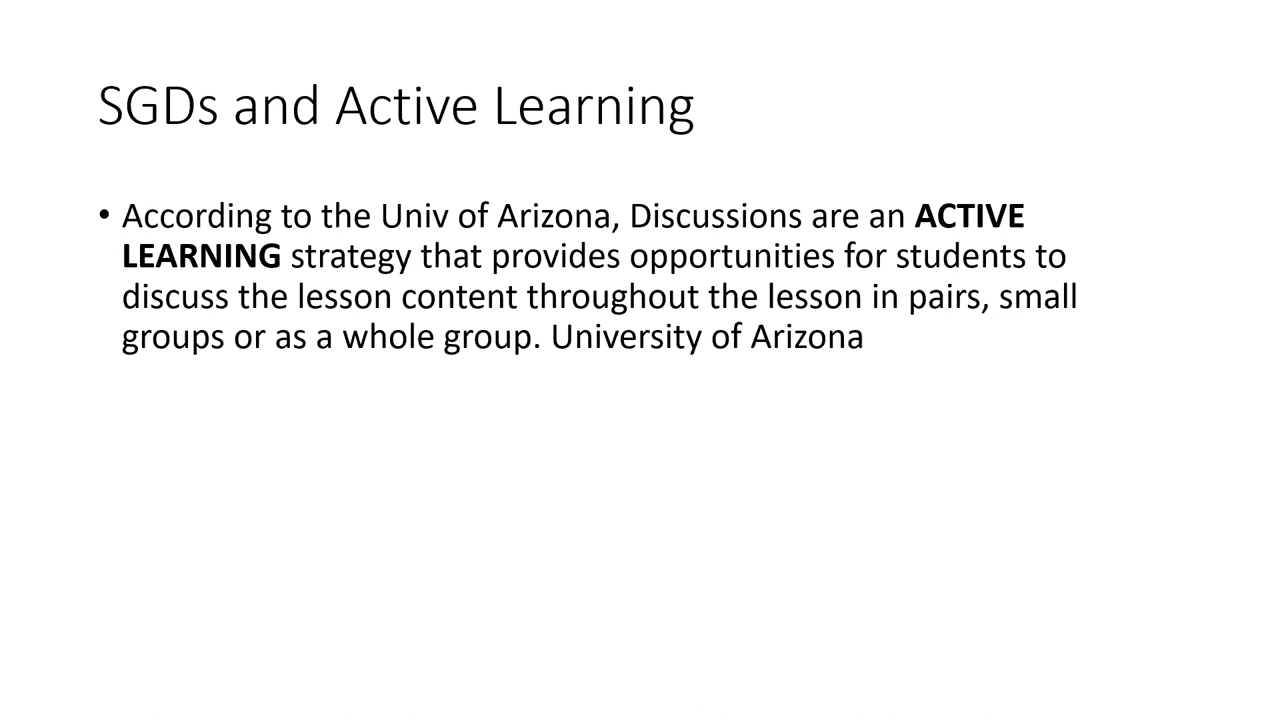 SGDs and Active Learning
• According to the Univ of Arizona, Discussions are an ACTIVE
LEARNING strategy that provides opportunities for students to
discuss the lesson content throughout the lesson in pairs, small
groups or as a whole group. University of Arizona